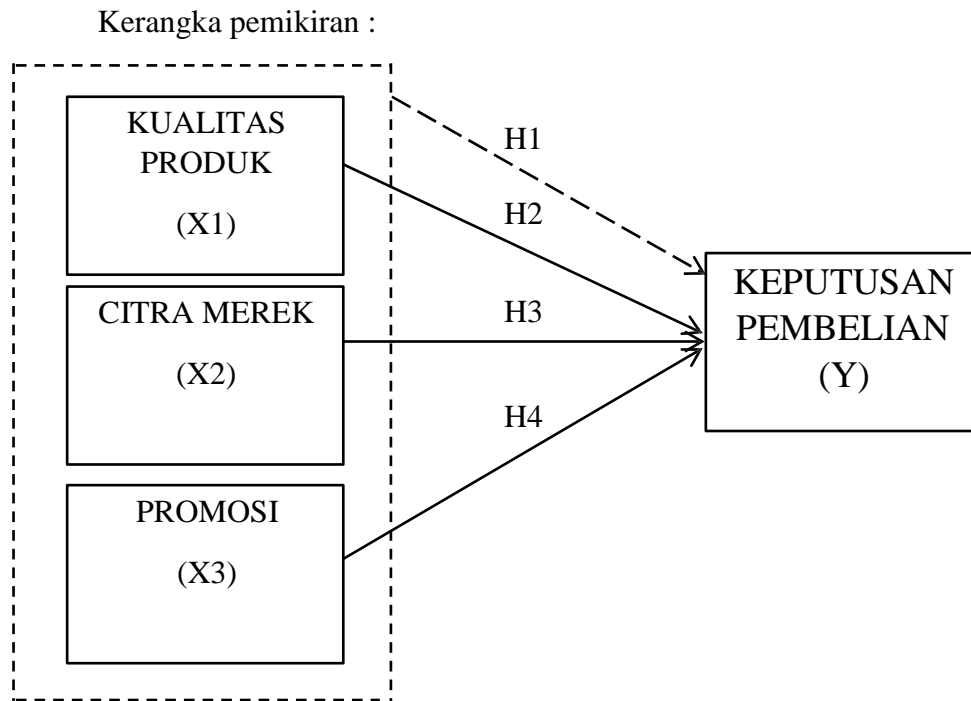 Kerangka pemikiran :
KUALITAS
PRODUK
(X1)
CITRA MEREK
(X2)
PROMOSI
(X3)
H1
H2
H3
H4
KEPUTUSAN
PEMBELIAN
(Y)